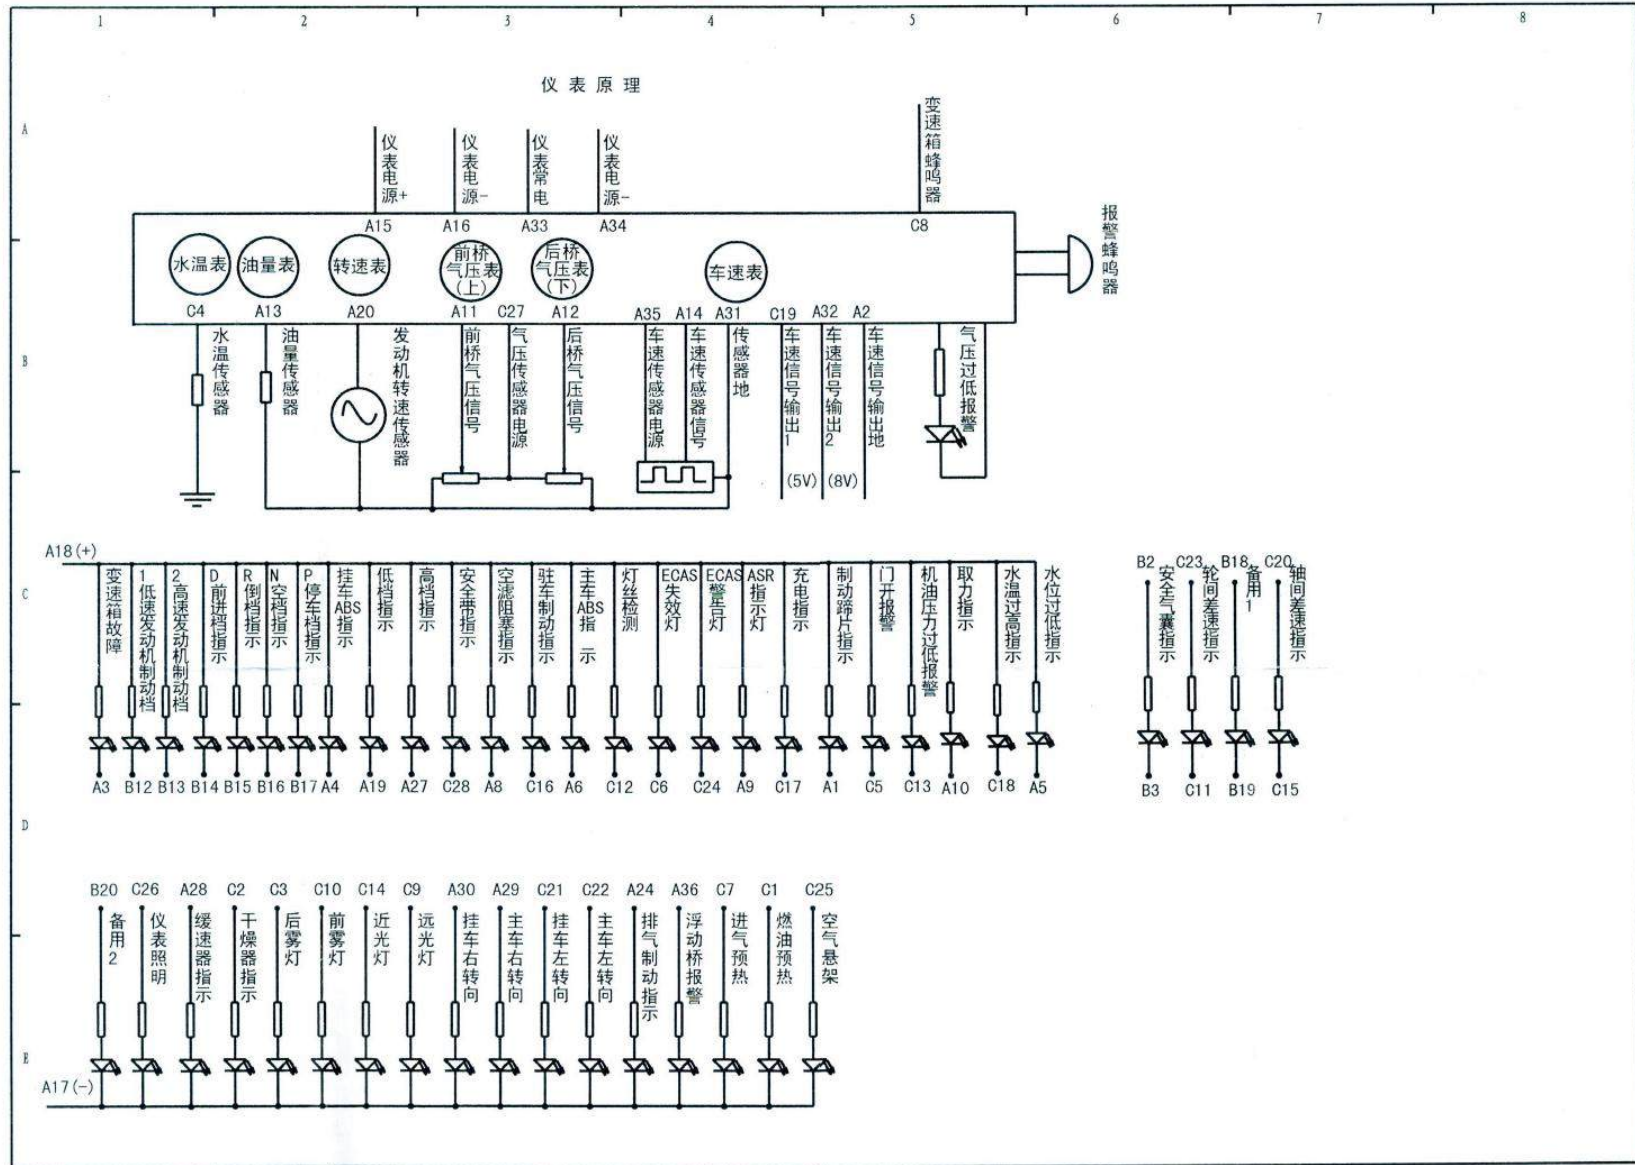 1 2 3 4 5 6 7 8
A
B
C
D
E
仪表原理
仪表电源+
仪表电源-
仪表常电
仪表电源-
变速箱蜂鸣器
A15 A16 A33 A34 C8
报警蜂鸣器
水温表
油量表
转速表
前桥
气压表
(上)
后桥
气压表
(下)
车速表
C4 A13 A20 A11 C27 A12 A35 A14 A31 C19 A32 A2
水温传感器
油量传感器
发动机转速传感器
前桥气压信号
气压传感器电源
后桥气压信号
车速传感器电源
车速传感器信号
传感器地
车速信号输出1
(5V)
车速信号输出2
(8V)
车速信号输出地
气压过低报警
A18(+)
变速箱故障
1低速发动机制动档
2高速发动机制动档
D前进档指示
R倒档指示
N空档指示
P停车档指示
挂车ABS指示
低档指示
高档指示
安全带指示
空滤阻塞指示
驻车制动指示
主车ABS指 示
灯丝检测
ECAS失效灯
ECAS警告灯
ASR指示灯
充电指示
制动蹄片指示
门开报警
机油压力过低报警
取力指示
水温过高指示
水位过低指示
A3 B12 B13 B14 B15 B16 B17 A4 A19 A27 C28 A8 C16 A6 C12 C6 C24 A9 C17 A1 C5 C13 A10 C18 A5
B2 C23 B18 C20
安全气囊指示
轮间差速指示
备用1
轴间差速指示
B3 C11 B19 C15
B20 C26 A28 C2 C3 C10 C14 C9 A30 A29 C21 C22 A24 A36 C7 C1 C25
备用2
仪表照明
缓速器指示
干燥器指示
后雾灯
前雾灯
近光灯
远光灯
挂车右转向
主车右转向
挂车左转向
主车左转向
排气制动指示
浮动桥报警
进气预热
燃油预热
空气悬架
A17(-)